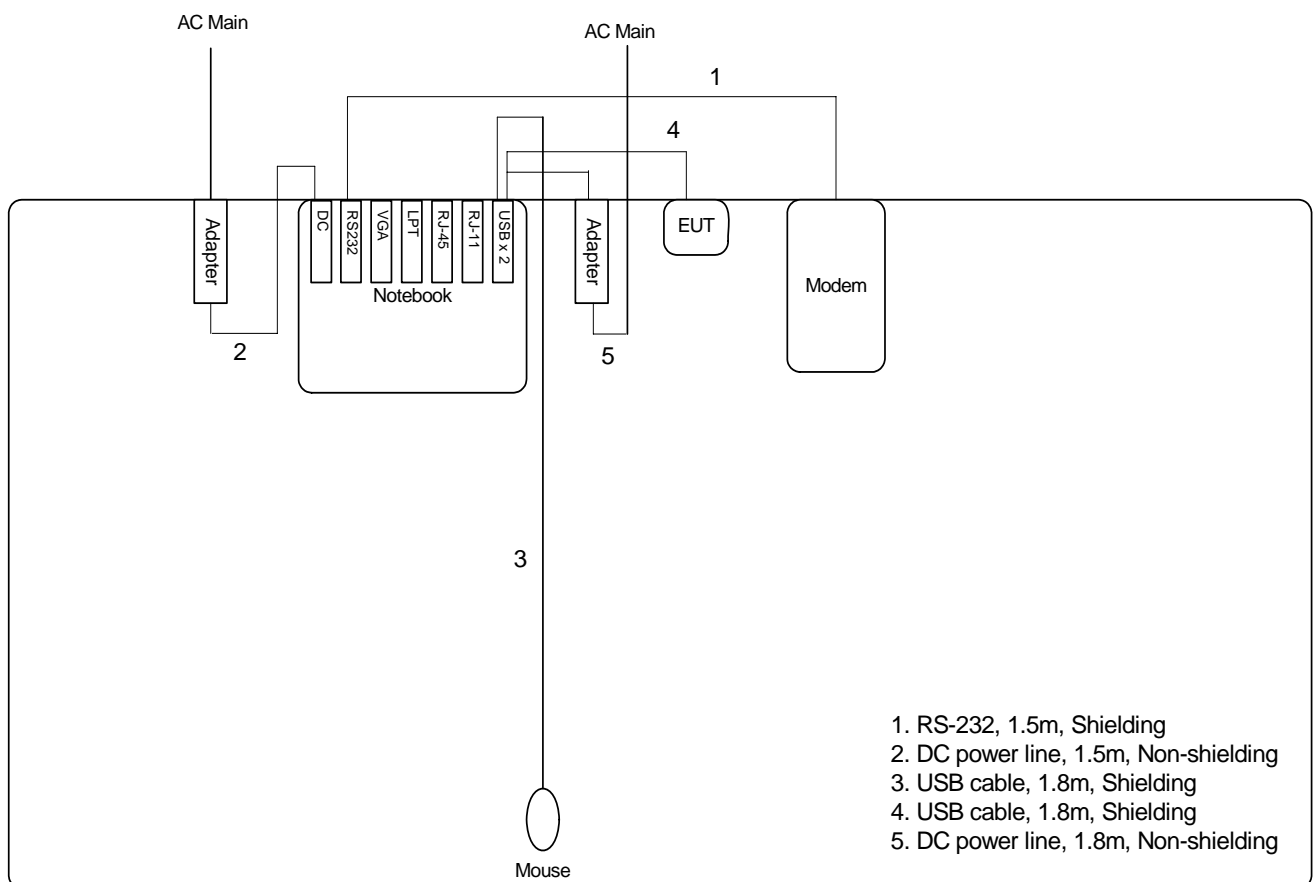 AC Main
AC Main
1
4
Adapter
DC
RS232
VGA
LPT
RJ-45
RJ-11
USB x 2
Adapter
EUT
Modem
Notebook
2
5
3
1. RS-232, 1.5m, Shielding
2. DC power line, 1.5m, Non-shielding
3. USB cable, 1.8m, Shielding
4. USB cable, 1.8m, Shielding
5. DC power line, 1.8m, Non-shielding
Mouse